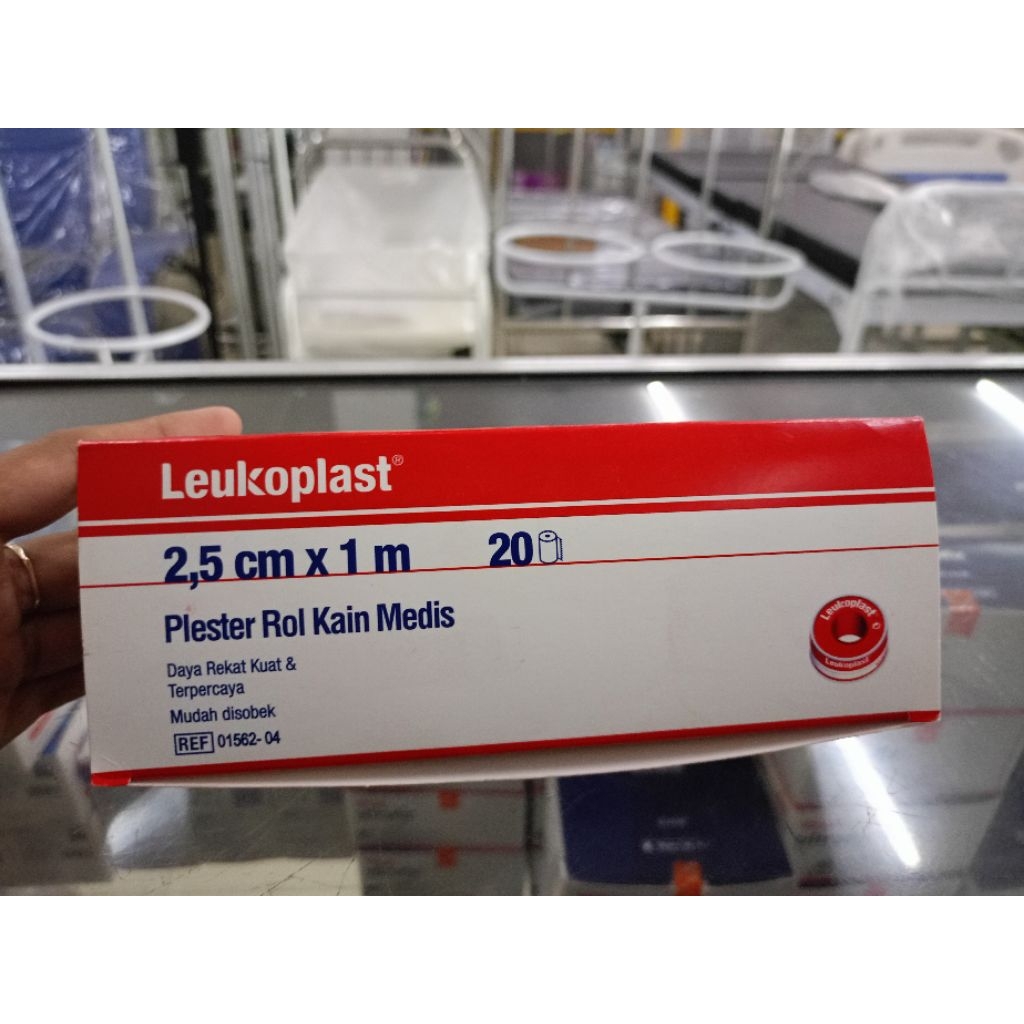 Leukoplast®
2,5 cm x 1 m 20
Plester Rol Kain Medis
Daya Rekat Kuat &
Terpercaya
Mudah disobek
REF 01562-04
Leukoplast
Leukoplast